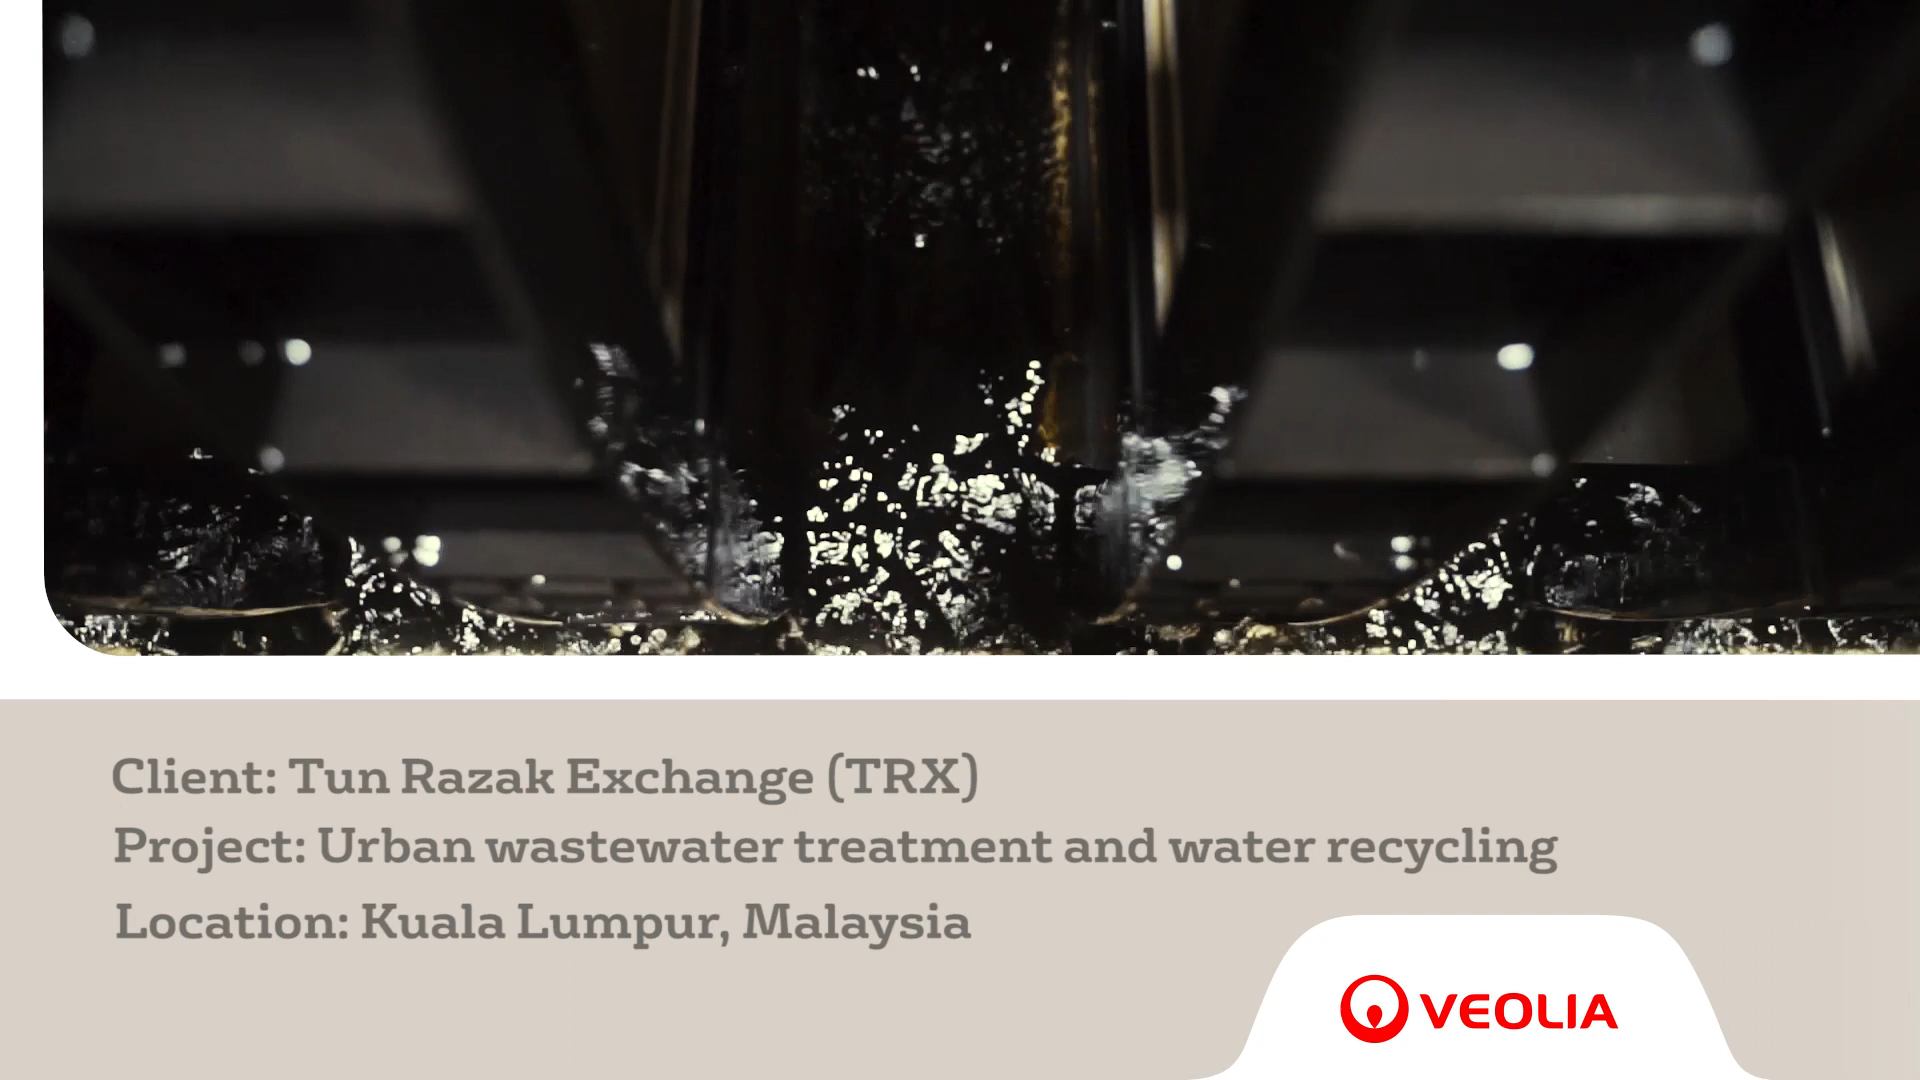 Client: Tun Razak Exchange (TRX)
Project: Urban wastewater treatment and water recycling
Location: Kuala Lumpur, Malaysia
VEOLIA